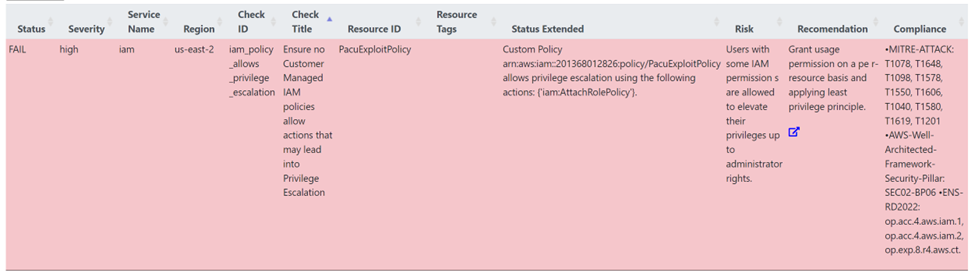 Status
Severity
Service
Name
Region
Check
ID
Check
Title
Resource ID
Resource
Tags
Status Extended
Risk
Recomendation
Compliance
FAIL
high
iam
us-east-2
iam_policy
_allows
_privilege
_escalation
Ensure no
Customer
Managed
IAM
policies
allow
actions that
may lead
into
Privilege
Escalation
PacuExploitPolicy
Custom Policy
arn:aws:iam::201368012826:policy/PacuExploitPolicy
allows privilege escalation using the following
actions: {'iam:AttachRolePolicy'}.
Users with
some IAM
permission s
are allowed
to elevate
their
privileges up
to
administrator
rights.
Grant usage
permission on a pe r-
resource basis and
applying least
privilege principle.
•MITRE-ATTACK:
T1078, T1648,
T1098, T1578,
T1550, T1606,
T1040, T1580,
T1619, T1201
•AWS-Well-
Architected-
Framework-
Security-Pillar:
SEC02-BP06 •ENS-
RD2022:
op.acc.4.aws.iam.1,
op.acc.4.aws.iam.2,
op.exp.8.r4.aws.ct.